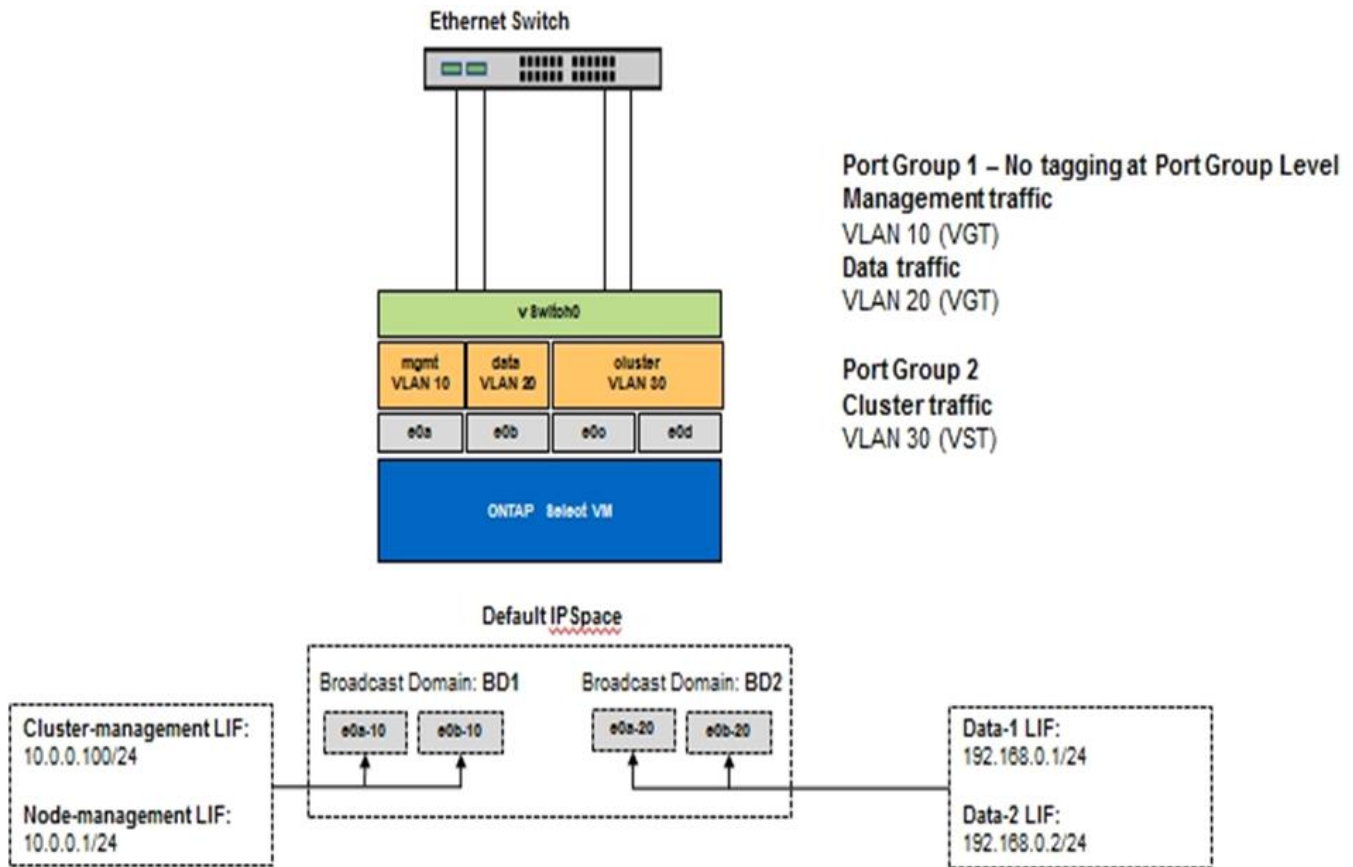 Ethernet Switch
Port Group 1 – No tagging at Port Group Level
Management traffic
VLAN 10 (VGT)
Data traffic
VLAN 20 (VGT)
Port Group 2
Cluster traffic
VLAN 30 (VST)
vSwitch0
mgmt
VLAN 10
data
VLAN 20
cluster
VLAN 30
e0a
e0b
e0c
e0d
ONTAP Select VM
Default IPSpace
Broadcast Domain: BD1
Broadcast Domain: BD2
e0a-10
e0b-10
e0a-20
e0b-20
Cluster-management LIF:
10.0.0.100/24
Node-management LIF:
10.0.0.1/24
Data-1 LIF:
192.168.0.1/24
Data-2 LIF:
192.168.0.2/24